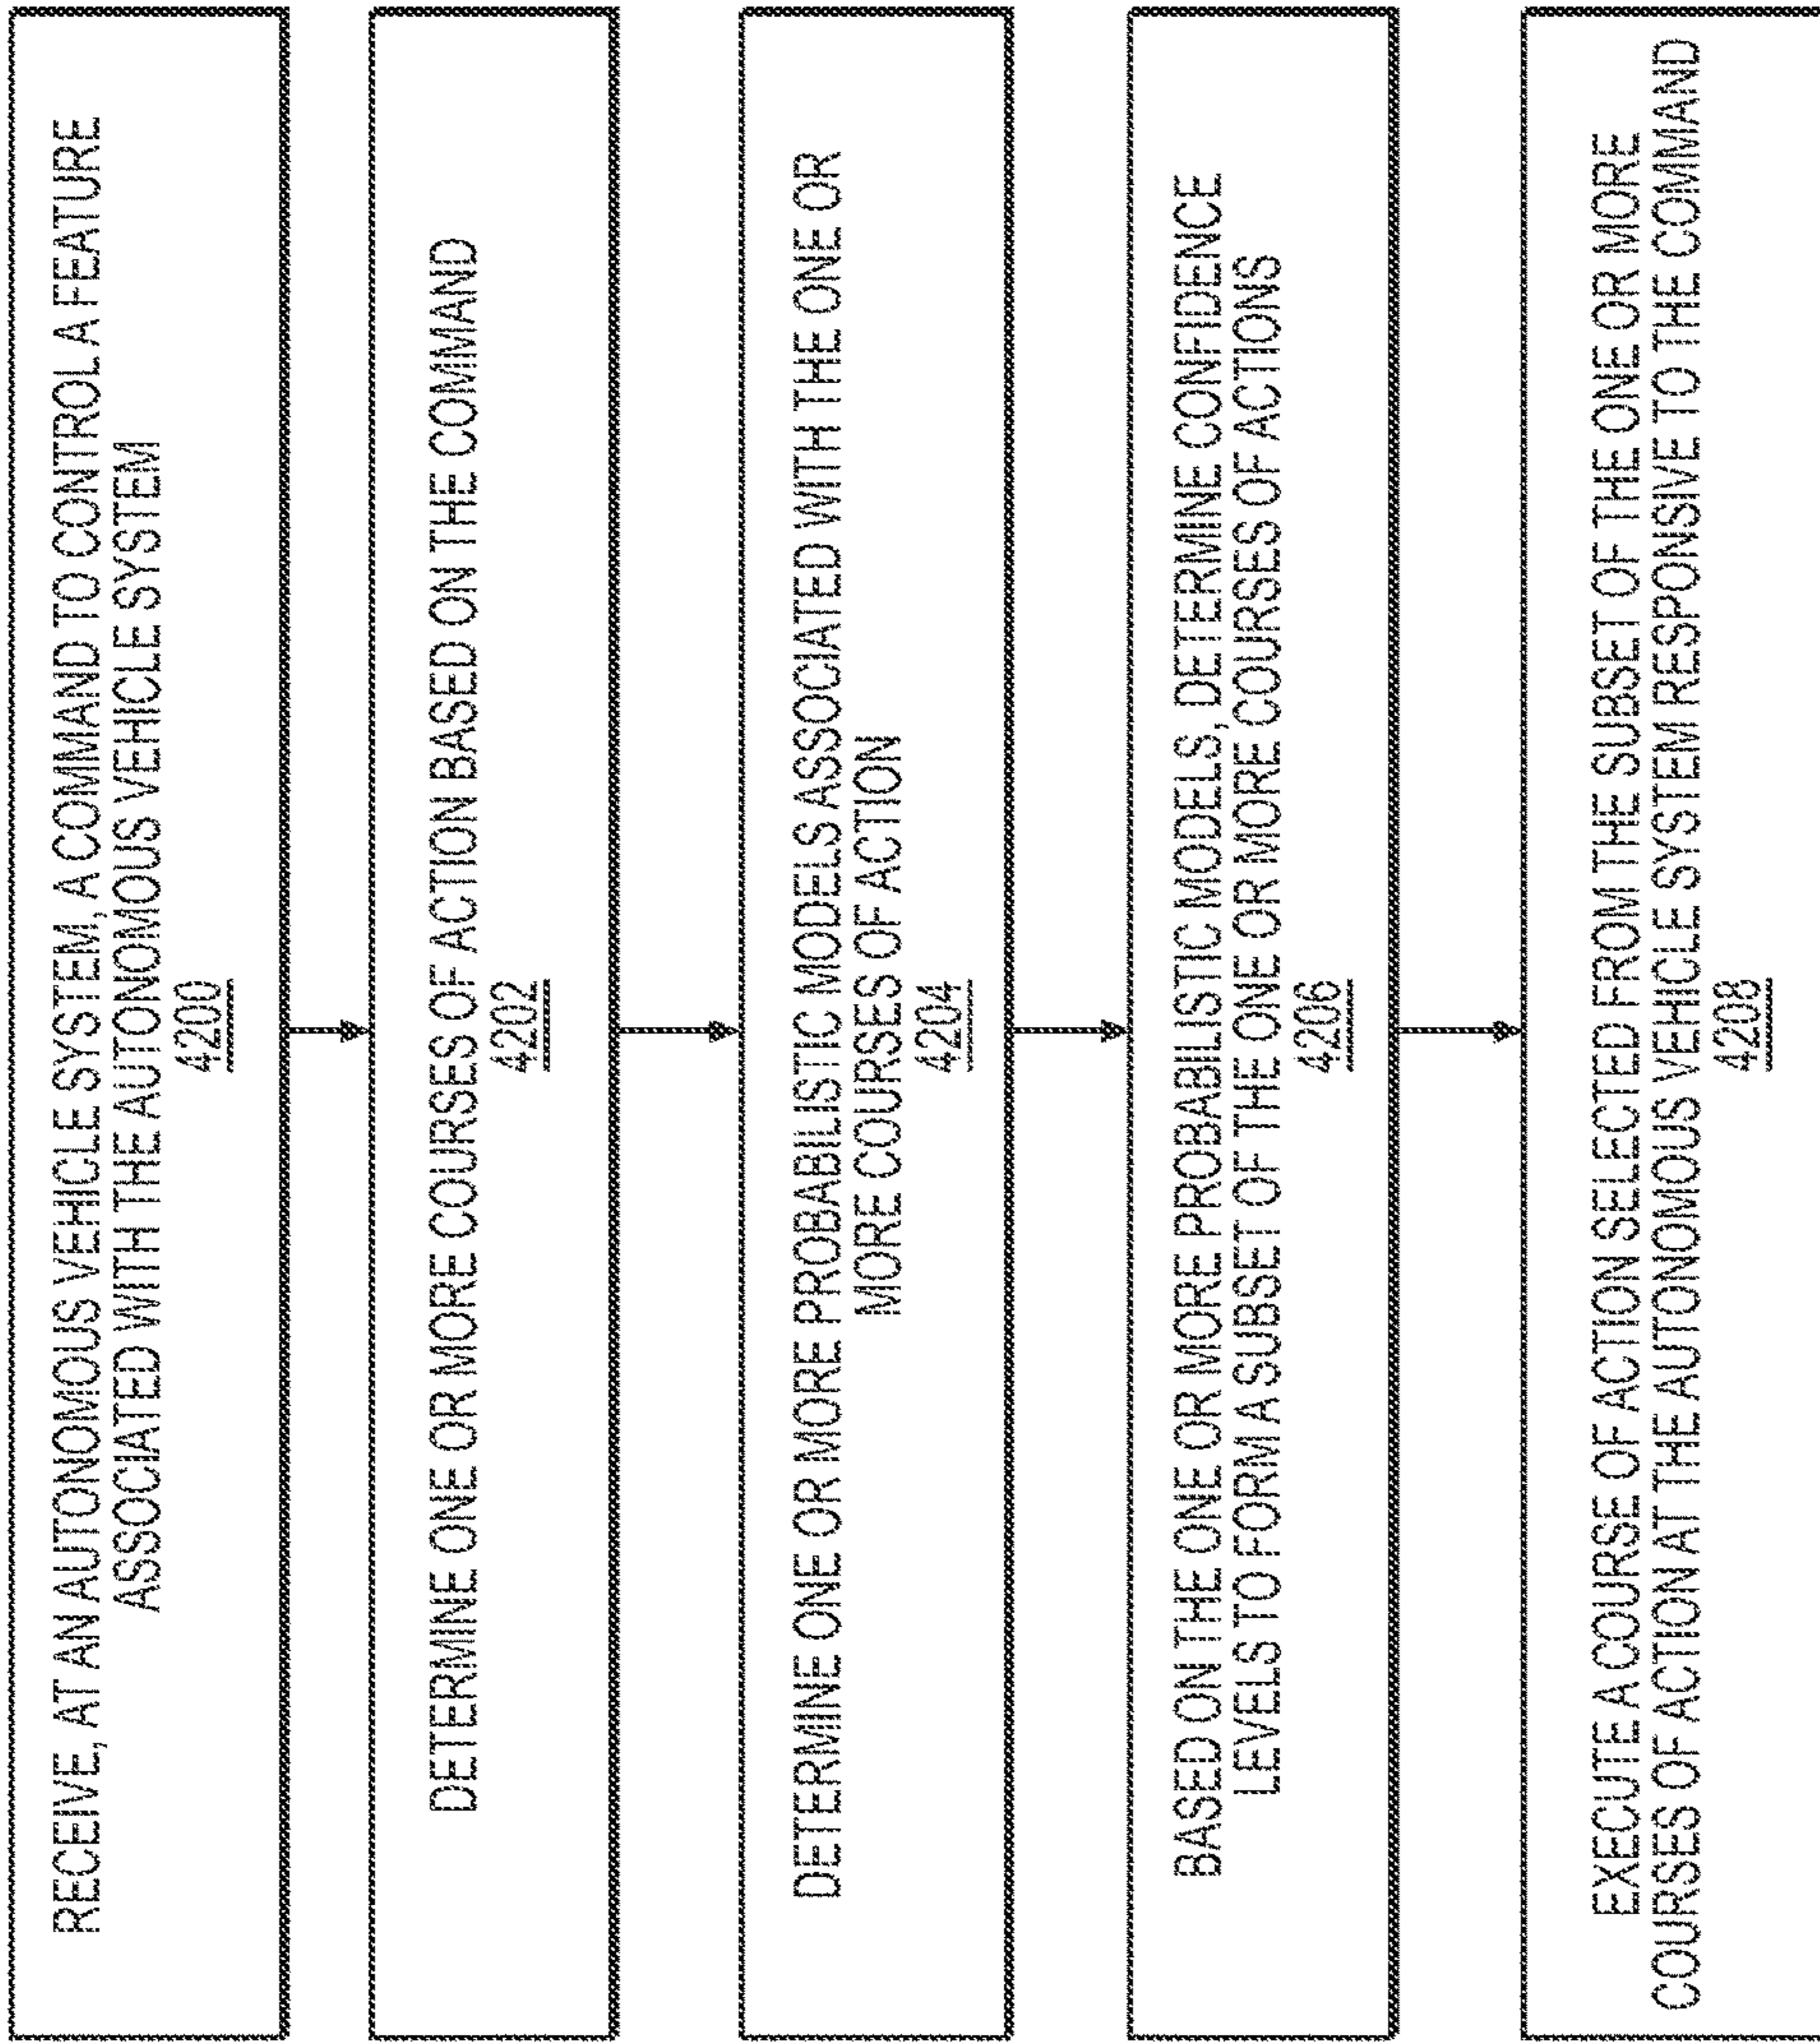 RECEIVE, AT AN AUTONOMOUS VEHICLE SYSTEM, A COMMAND TO CONTROL A FEATURE
ASSOCIATED WITH THE AUTONOMOUS VEHICLE SYSTEM
4200
DETERMINE ONE OR MORE COURSES OF ACTION BASED ON THE COMMAND
4202
DETERMINE ONE OR MORE PROBABILISTIC MODELS ASSOCIATED WITH THE ONE OR
MORE COURSES OF ACTION
4204
BASED ON THE ONE OR MORE PROBABILISTIC MODELS, DETERMINE CONFIDENCE
LEVELS TO FORM A SUBSET OF THE ONE OR MORE COURSES OF ACTIONS
4206
EXECUTE A COURSE OF ACTION SELECTED FROM THE SUBSET OF THE ONE OR MORE
COURSES OF ACTION AT THE AUTONOMOUS VEHICLE SYSTEM RESPONSIVE TO THE COMMAND
4208